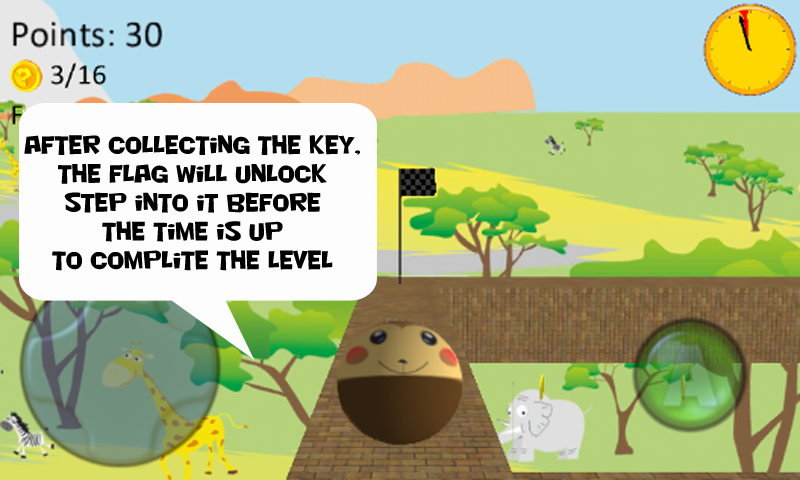 Points: 30
3/16
F
AFTER COLLECTING THE KEY.
THE FLAG WILL UNLOCK
STEP INTO IT BEFORE
THE TIME IS UP
TO COMPLITE THE LEVEL
A